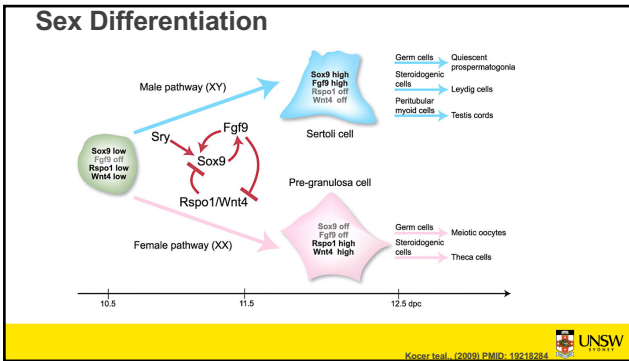 Sex Differentiation
Male pathway (XY)
Sox9 low
Fgf9 off
Rspo1 low
Wnt4 low
Sry
Fgf9
Sox9
Rspo1/Wnt4
Female pathway (XX)
Sox9 high
Fgf9 high
Rspo1 off
Wnt4 off
Sertoli cell
Germ cells
Quiescent
prospermatogonia
Steroidogenic
cells
Leydig cells
Peritubular
myoid cells
Testis cords
Pre-granulosa cell
Sox9 off
Fgf9 off
Rspo1 high
Wnt4 high
Germ cells
Meiotic oocytes
Steroidogenic
cells
Theca cells
10.5
11.5
12.5 dpc
Kocer teal., (2009) PMID: 19218284
UNSW
SYDNEY